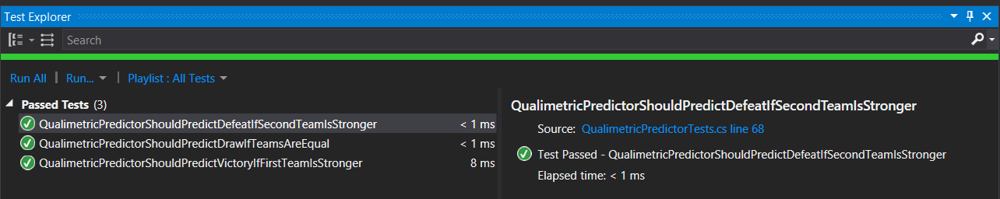 Test Explorer
Search
Run All | Run... | Playlist : All Tests
Passed Tests (3)
QualimetricPredictorShouldPredictDefeatIfSecondTeamIsStronger < 1 ms
QualimetricPredictorShouldPredictDrawIfTeamsAreEqual < 1 ms
QualimetricPredictorShouldPredictVictoryIfFirstTeamIsStronger 8 ms
QualimetricPredictorShouldPredictDefeatIfSecondTeamIsStronger
Source: QualimetricPredictorTests.cs line 68
Test Passed - QualimetricPredictorShouldPredictDefeatIfSecondTeamIsStronger
Elapsed time: < 1 ms